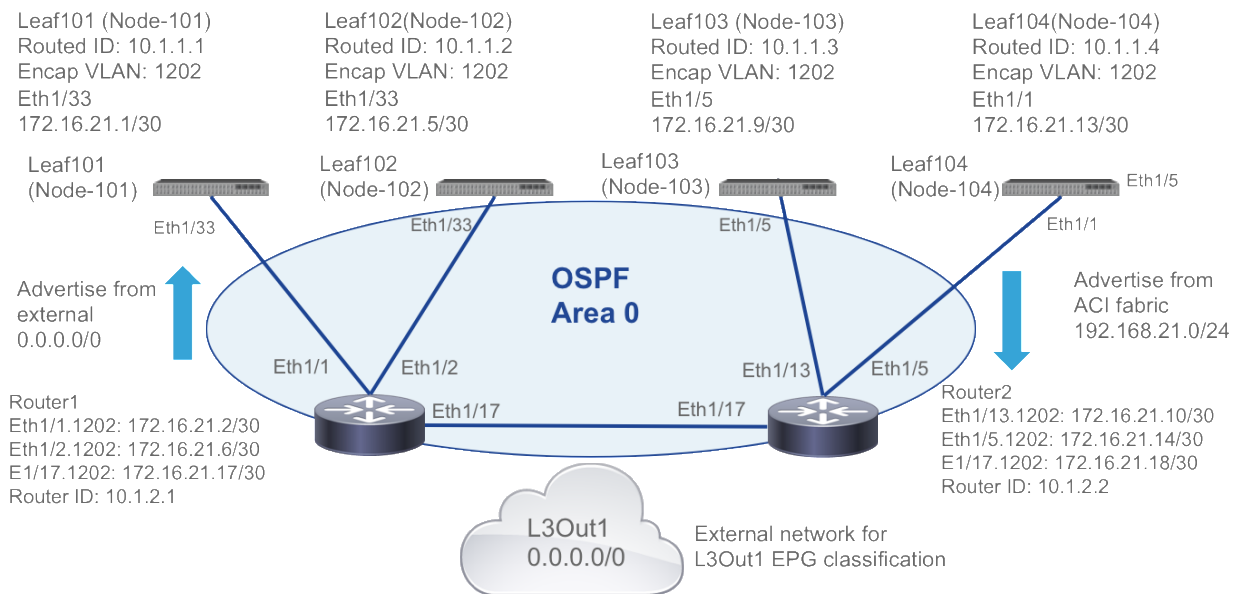 Leaf101 (Node-101)
Routed ID: 10.1.1.1
Encap VLAN: 1202
Eth1/33
172.16.21.1/30
Leaf102(Node-102)
Routed ID: 10.1.1.2
Encap VLAN: 1202
Eth1/33
172.16.21.5/30
Leaf103 (Node-103)
Routed ID: 10.1.1.3
Encap VLAN: 1202
Eth1/5
172.16.21.9/30
Leaf104(Node-104)
Routed ID: 10.1.1.4
Encap VLAN: 1202
Eth1/1
172.16.21.13/30
Leaf101
(Node-101)
Leaf102
(Node-102)
Leaf103
(Node-103)
Leaf104
(Node-104)
Eth1/5
Eth1/33
Eth1/33
Eth1/5
Eth1/1
OSPF
Area 0
Advertise from
external
0.0.0.0/0
Advertise from
ACI fabric
192.168.21.0/24
Eth1/1
Eth1/2
Eth1/13
Eth1/5
Eth1/17
Eth1/17
Router1
Eth1/1.1202: 172.16.21.2/30
Eth1/2.1202: 172.16.21.6/30
E1/17.1202: 172.16.21.17/30
Router ID: 10.1.2.1
Router2
Eth1/13.1202: 172.16.21.10/30
Eth1/5.1202: 172.16.21.14/30
E1/17.1202: 172.16.21.18/30
Router ID: 10.1.2.2
L3Out1
0.0.0.0/0
External network for
L3Out1 EPG classification